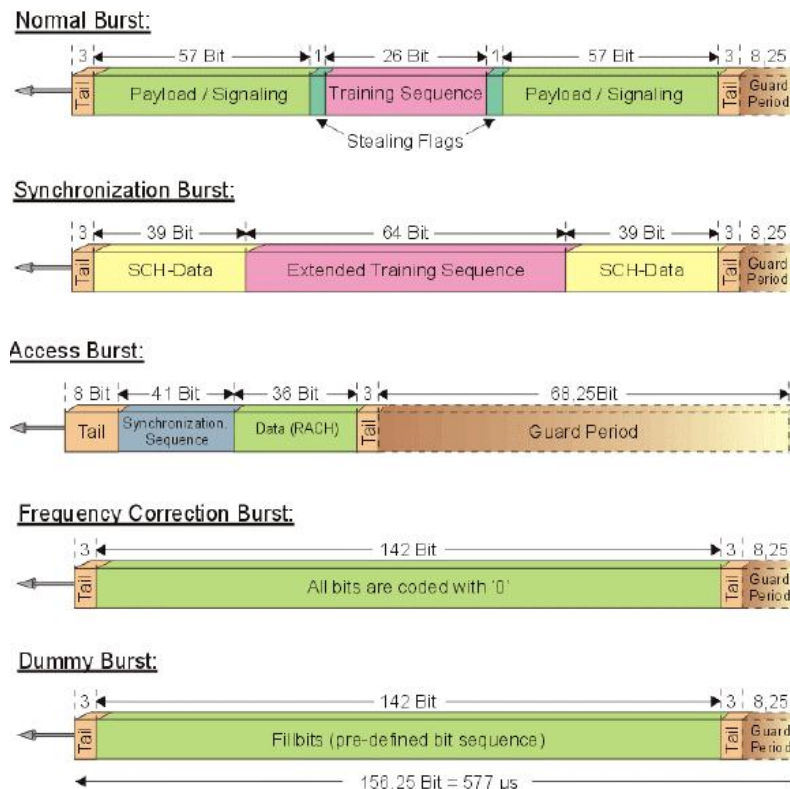 Normal Burst:
3 57 Bit 1 26 Bit 1 57 Bit 3 8,25
Tail Payload / Signaling Training Sequence Payload / Signaling Tail Guard Period
Stealing Flags
Synchronization Burst:
3 39 Bit 64 Bit 39 Bit 3 8,25
Tail SCH-Data Extended Training Sequence SCH-Data Tail Guard Period
Access Burst:
8 Bit 41 Bit 36 Bit 3 68,25Bit
Tail Synchronization. Sequence Data (RACH) Tail Guard Period
Frequency Correction Burst:
3 142 Bit 3 8,25
Tail All bits are coded with '0' Tail Guard Period
Dummy Burst:
3 142 Bit 3 8,25
Tail Fillbits (pre-defined bit sequence) Tail Guard Period
156.25 Bit = 577 µs